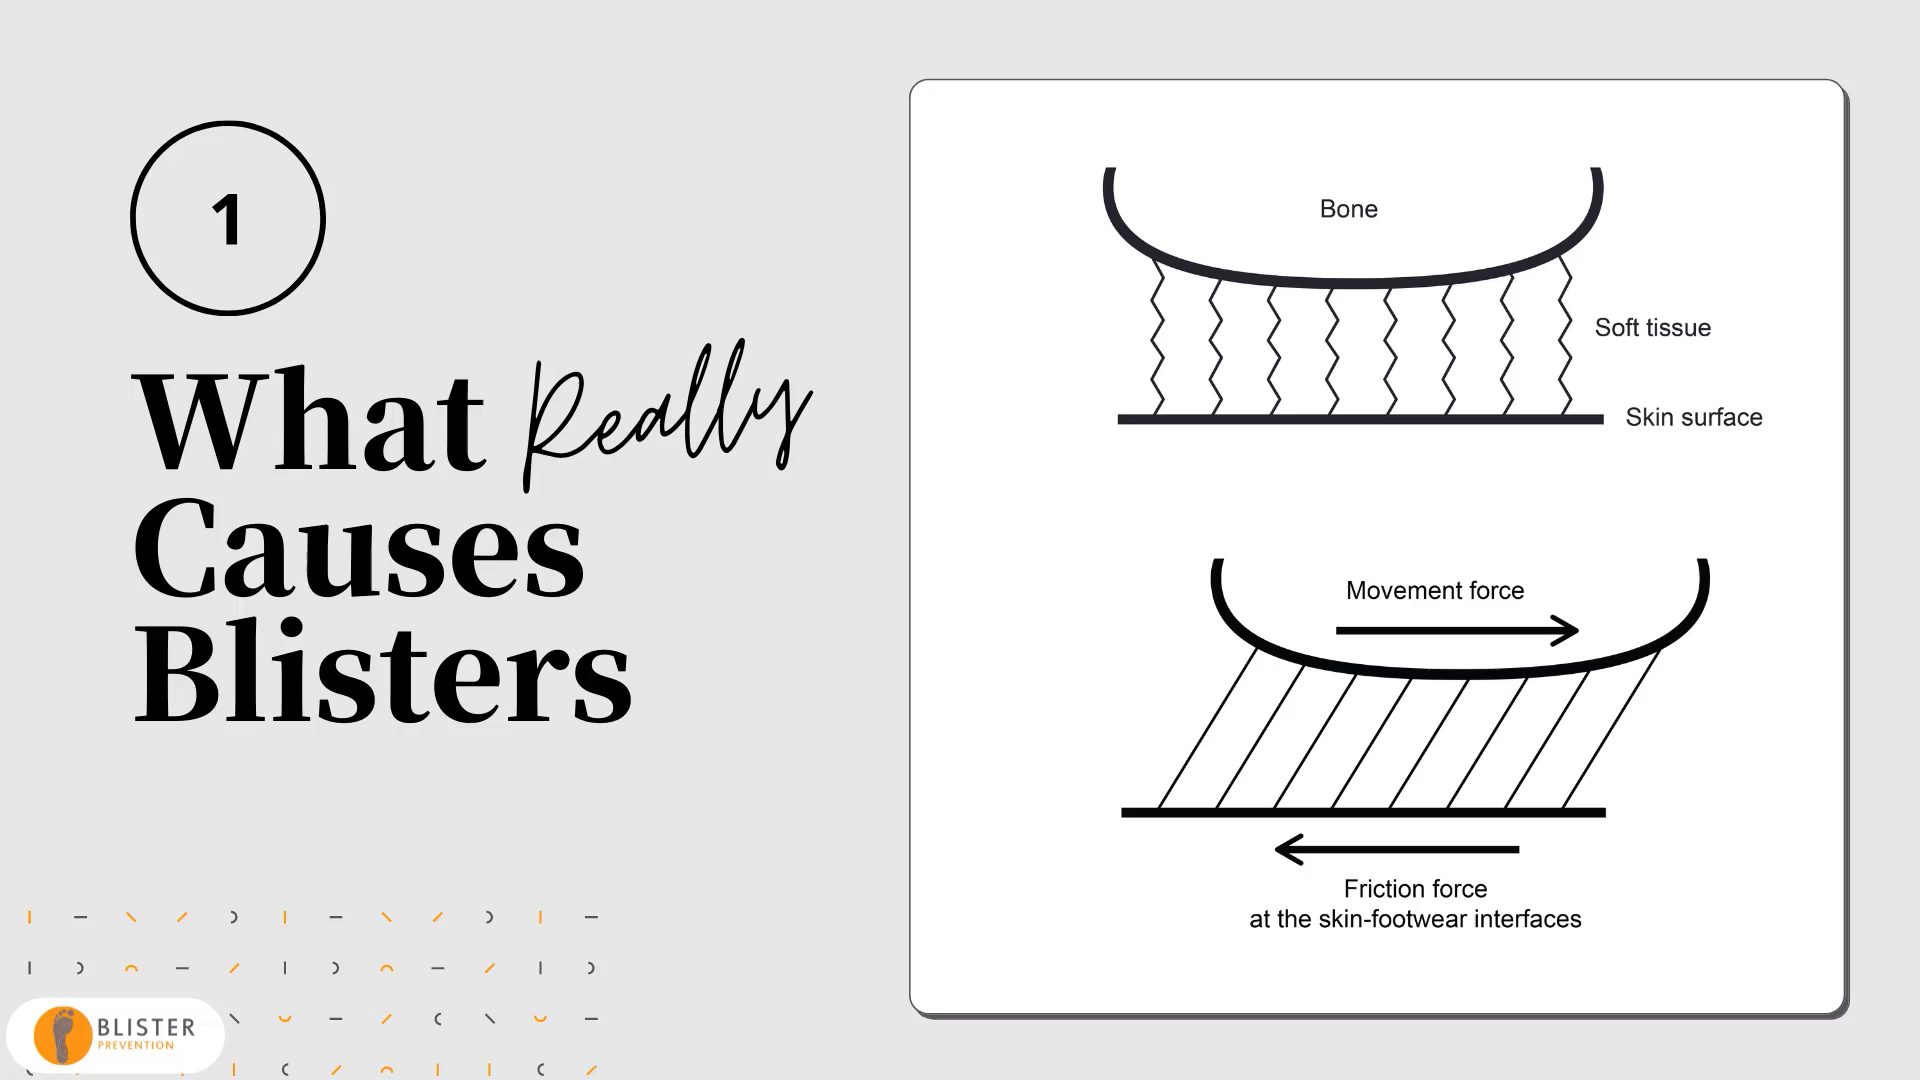 1
What Really
Causes
Blisters
Bone
Soft tissue
Skin surface
Movement force
Friction force
at the skin-footwear interfaces
BLISTER
PREVENTION